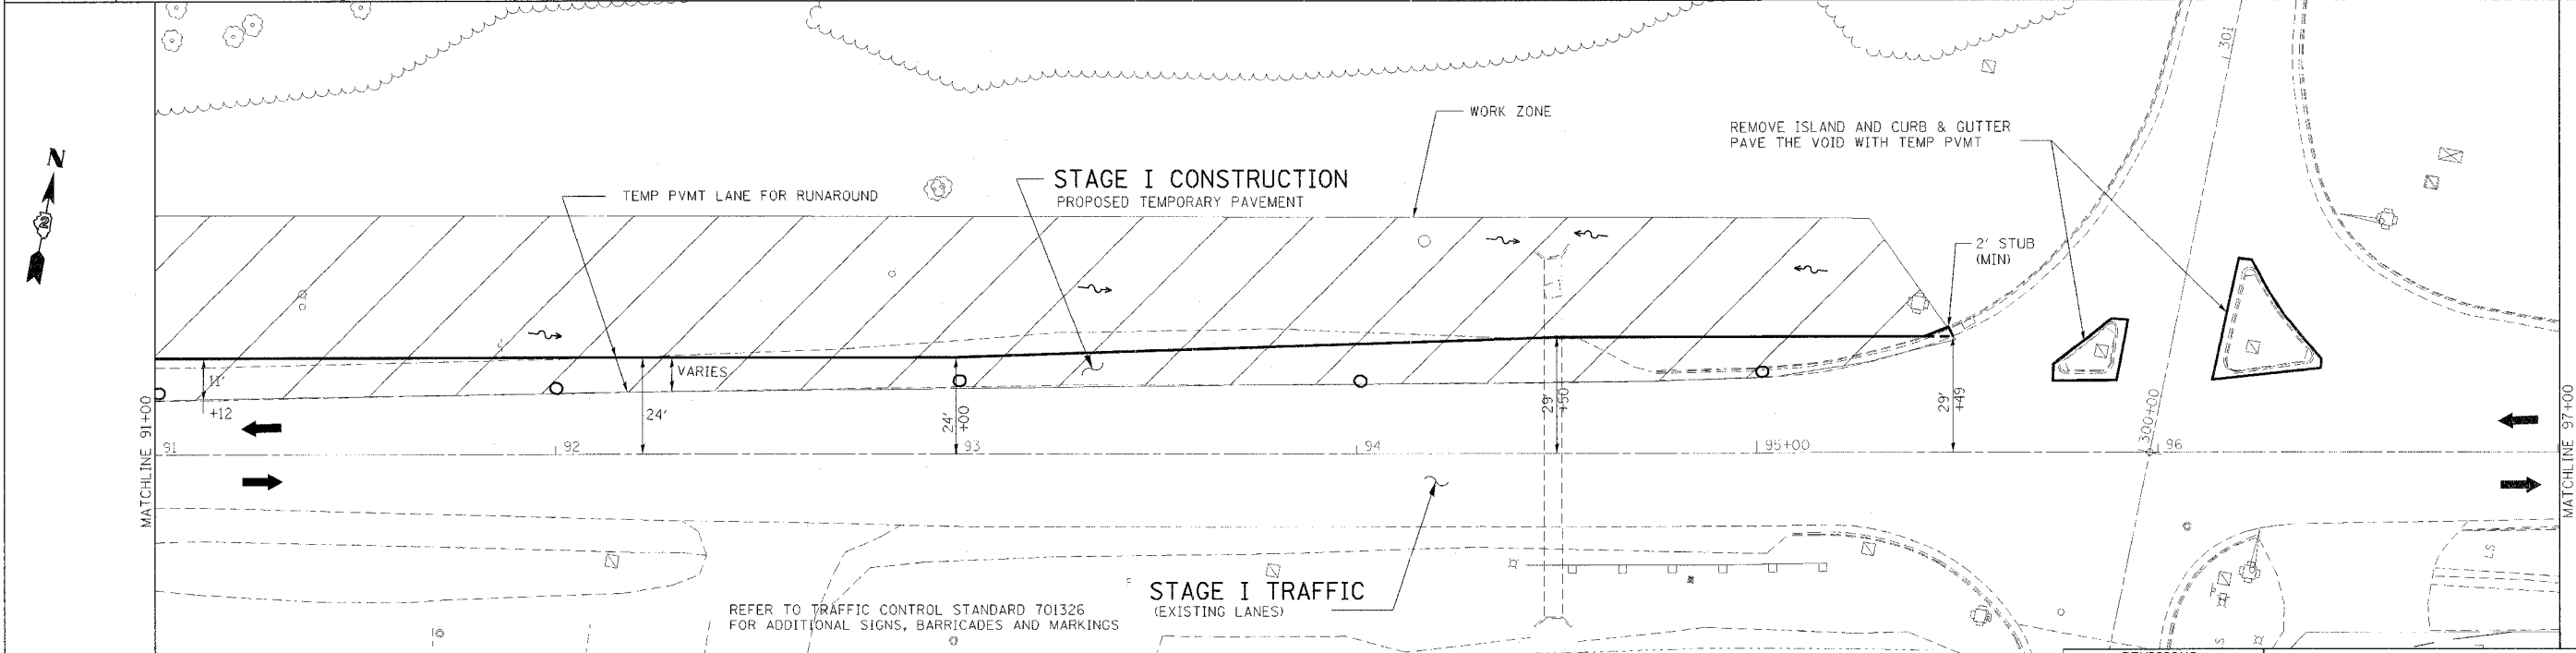 N
WORK ZONE
REMOVE ISLAND AND CURB & GUTTER
PAVE THE VOID WITH TEMP PVMT
301
TEMP PVMT LANE FOR RUNAROUND
STAGE I CONSTRUCTION
PROPOSED TEMPORARY PAVEMENT
2' STUB
(MIN)
VARIES
11'
+12
24'
24'
+00
29'
+50
29'
+49
300+00
MATCHLINE 91+00
91
92
93
94
95+00
96
MATCHLINE 97+00
STAGE I TRAFFIC
(EXISTING LANES)
REFER TO TRAFFIC CONTROL STANDARD 701326
FOR ADDITIONAL SIGNS, BARRICADES AND MARKINGS
LS